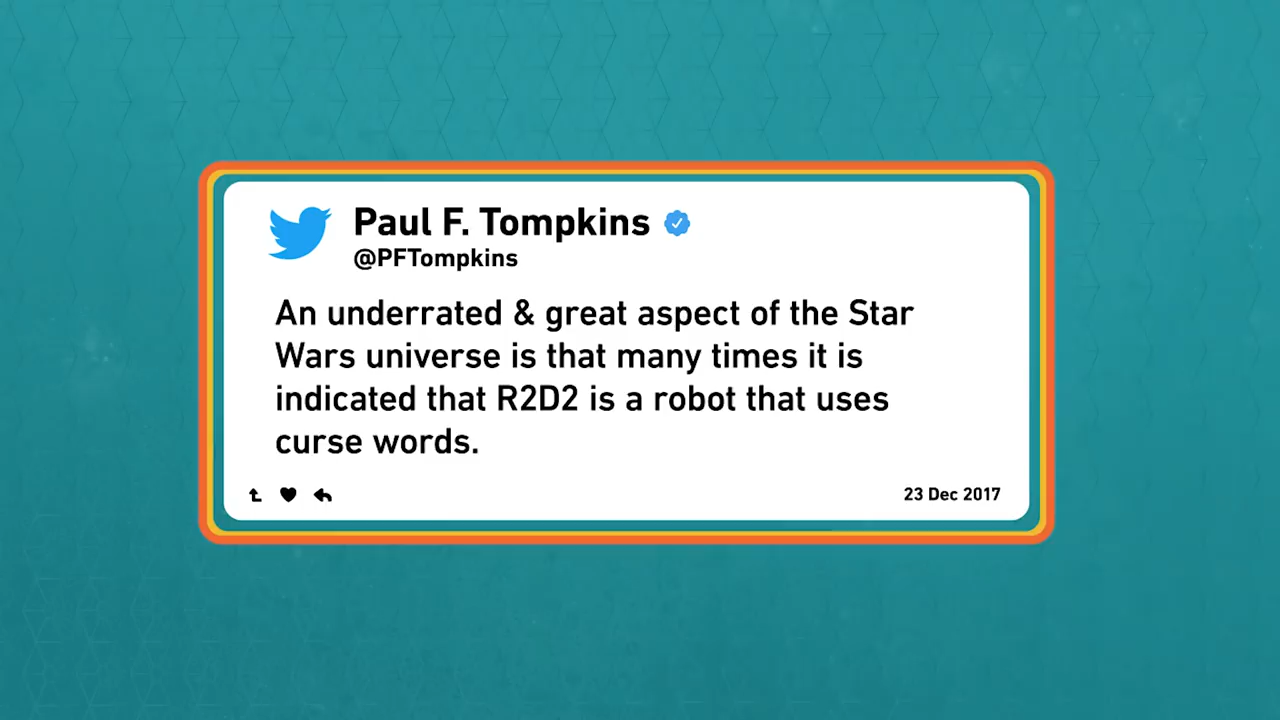 Paul F. Tompkins
@PFTompkins
An underrated & great aspect of the Star
Wars universe is that many times it is
indicated that R2D2 is a robot that uses
curse words.
23 Dec 2017